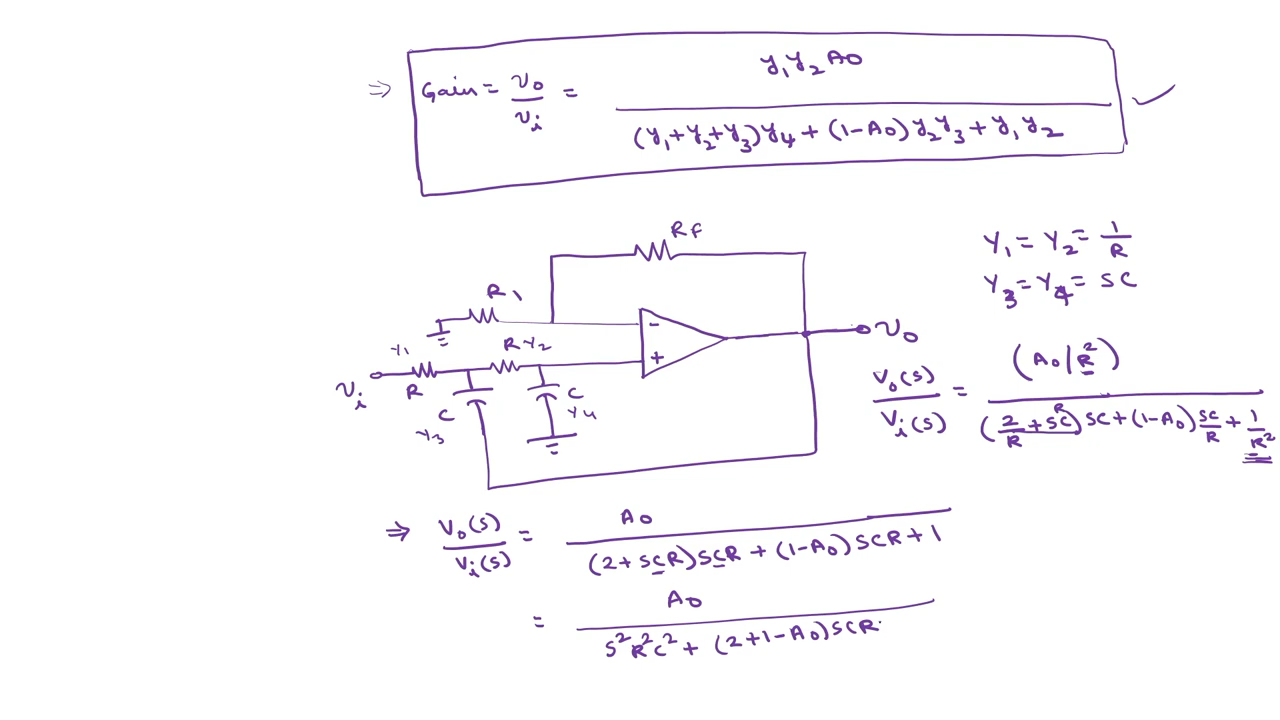 ⇒ Gain = v₀/vᵢ = y₁y₂A₀ / (y₁+y₂+y₃)y₄ + (1-A₀)y₂y₃ + y₁y₂
RF
R1
- +
v₀
Y1
R
R Y2
vᵢ
C
Y3
C
Y4
Y₁ = Y₂ = 1/R
Y₃ = Y₄ = SC
V₀(s)/Vᵢ(s) = (A₀/R²) / (2/R + SC)SC + (1-A₀)SC/R + 1/R²
⇒ V₀(s)/Vᵢ(s) = A₀ / (2+SCR)SCR + (1-A₀)SCR + 1
= A₀ / S²R²C² + (2+1-A₀)SCR